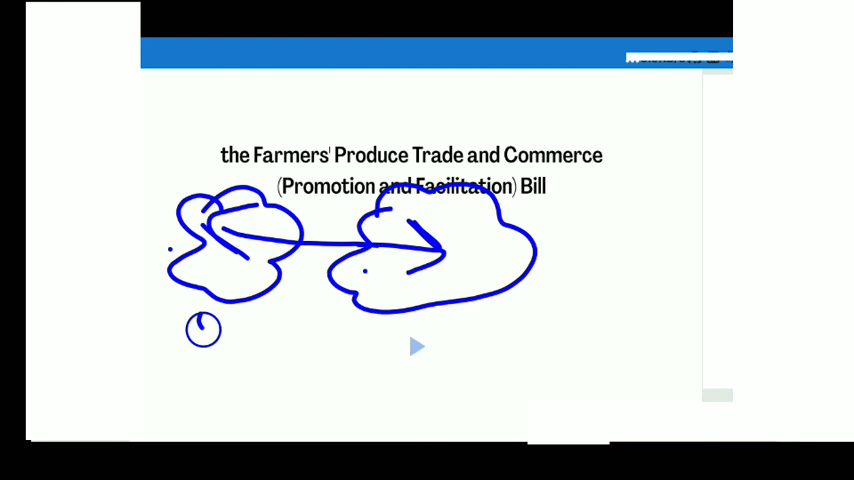 the Farmers' Produce Trade and Commerce
(Promotion and Facilitation) Bill